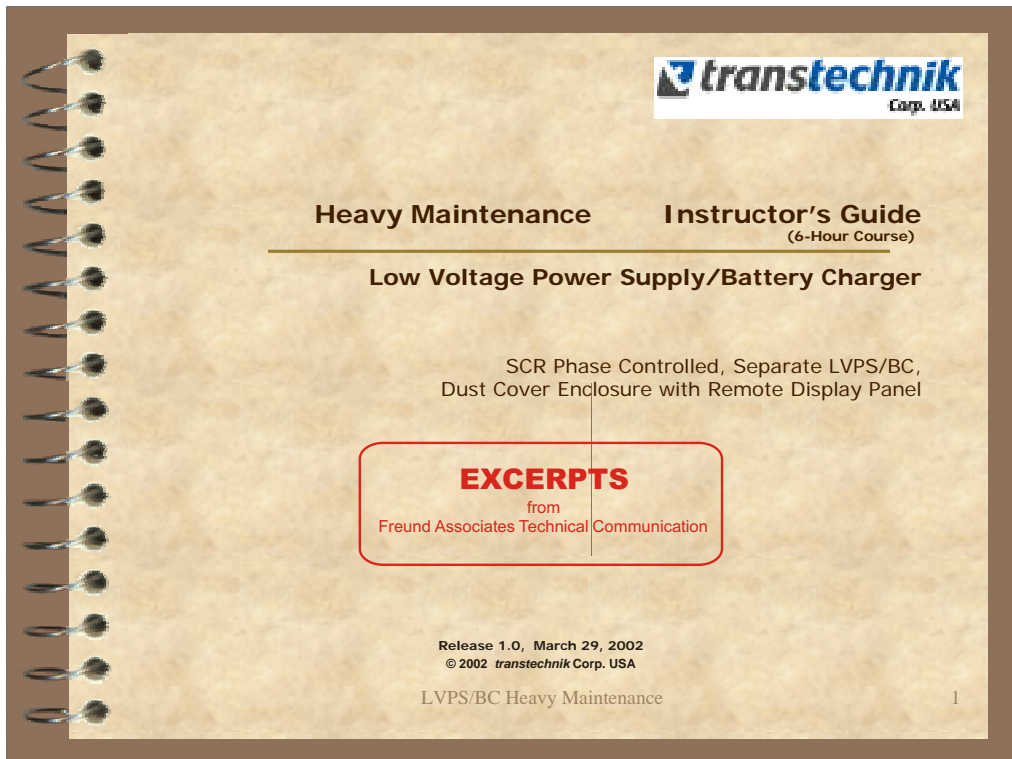 transtechnik
Corp. USA
Heavy Maintenance Instructor's Guide
(6-Hour Course)
Low Voltage Power Supply/Battery Charger
SCR Phase Controlled, Separate LVPS/BC,
Dust Cover Enclosure with Remote Display Panel
EXCERPTS
from
Freund Associates Technical Communication
Release 1.0, March 29, 2002
© 2002 transtechnik Corp. USA
LVPS/BC Heavy Maintenance 1